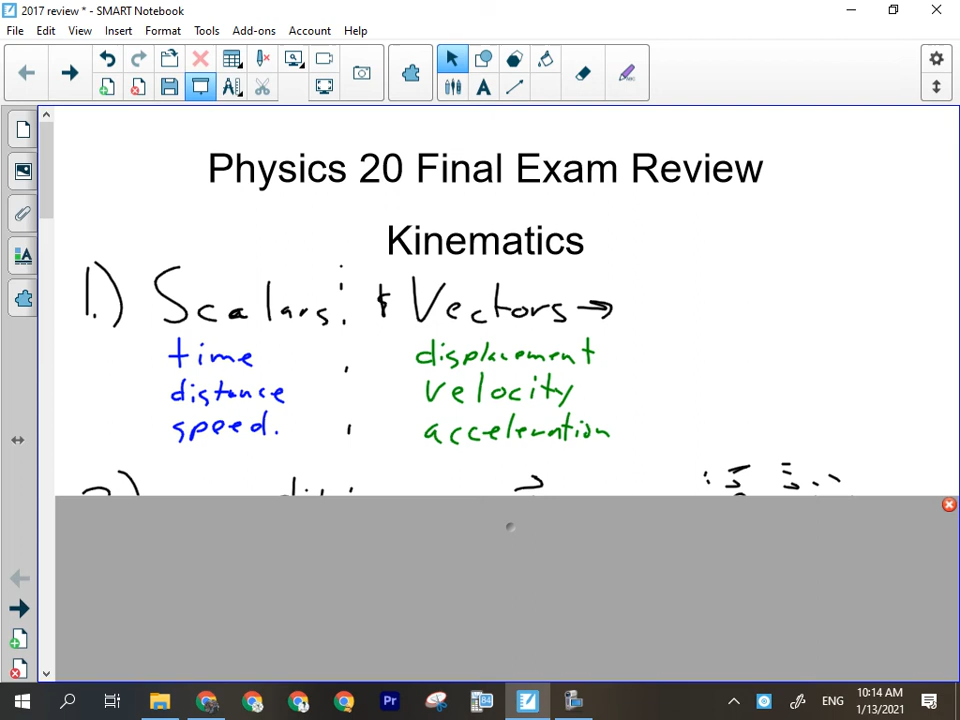 2017 review * - SMART Notebook
File Edit View Insert Format Tools Add-ons Account Help
Physics 20 Final Exam Review
Kinematics
1.) Scalars: & Vectors →
time displacement
distance velocity
speed. acceleration
2)
ENG 10:14 AM
1/13/2021